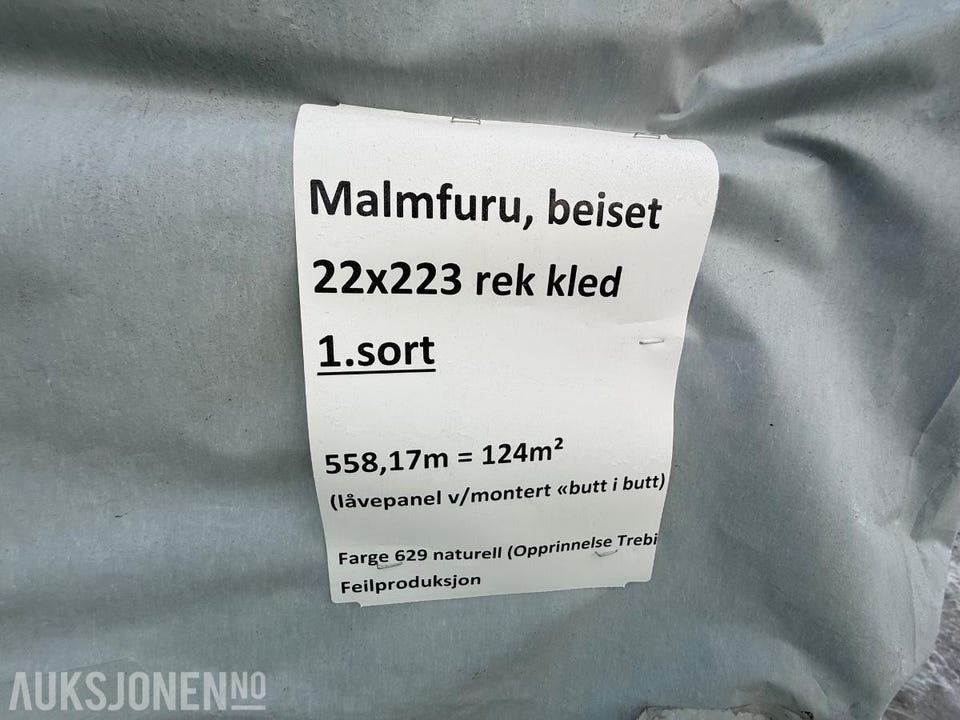 Malmfuru, beiset
22x223 rek kled
1.sort
558,17m = 124m²
(låvepanel v/montert «butt i butt)
Farge 629 naturell (Opprinnelse
Feilproduksjon
AUKSJONEN.NO